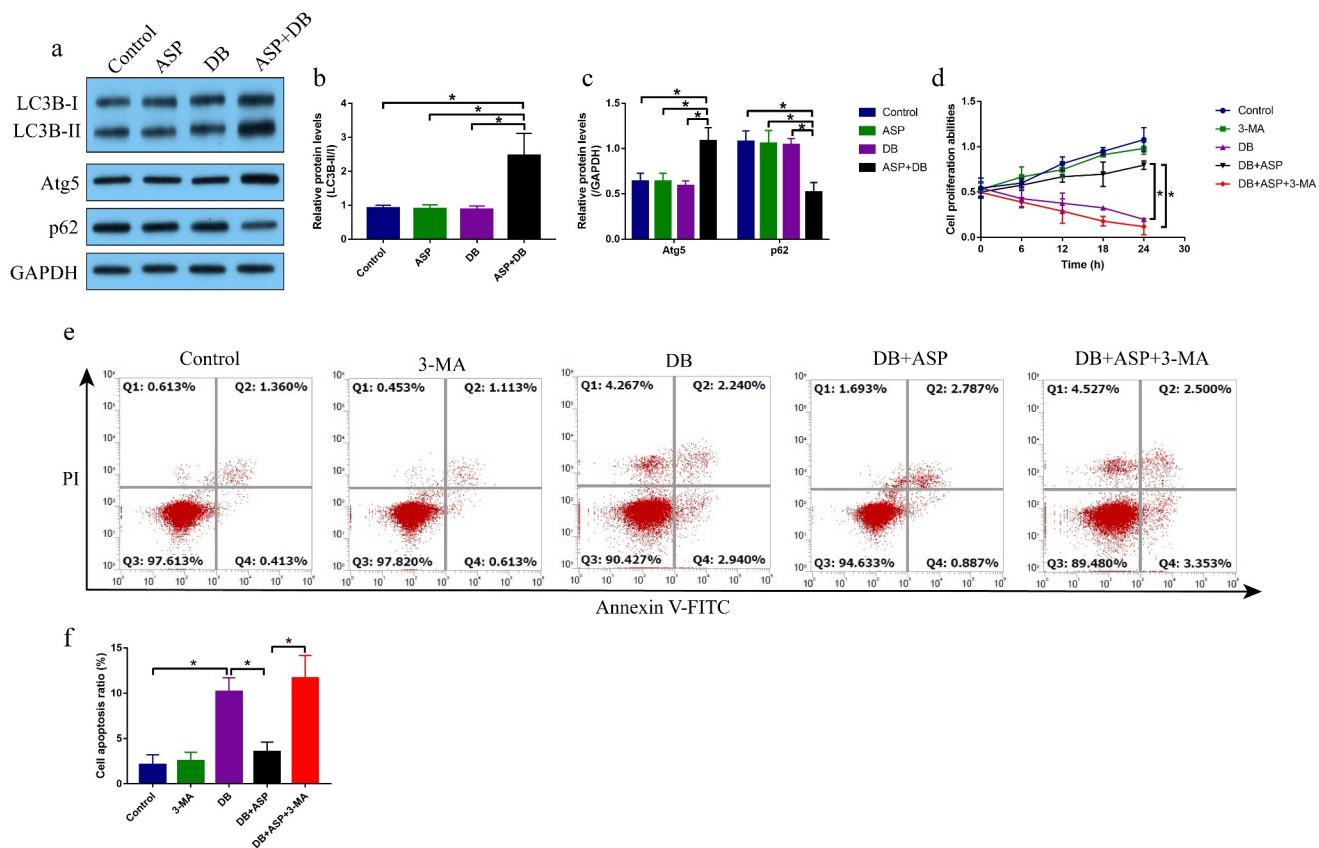 a
Control
ASP
DB
ASP+DB
LC3B-I
LC3B-II
Atg5
p62
GAPDH
b
Relative protein levels
(LC3B-II/I)
4
3
2
1
0
*
*
*
Control
ASP
DB
ASP+DB
c
Relative protein levels
(/GAPDH)
1.5
1.0
0.5
0.0
*
*
*
*
*
*
Atg5
p62
Control
ASP
DB
ASP+DB
d
Cell proliferation abilities
1.5
1.0
0.5
0.0
0
6
12
18
24
30
Time (h)
*
*
Control
3-MA
DB
DB+ASP
DB+ASP+3-MA
e
PI
Control
Q1: 0.613%
Q2: 1.360%
Q3: 97.613%
Q4: 0.413%
3-MA
Q1: 0.453%
Q2: 1.113%
Q3: 97.820%
Q4: 0.613%
DB
Q1: 4.267%
Q2: 2.240%
Q3: 90.427%
Q4: 2.940%
DB+ASP
Q1: 1.693%
Q2: 2.787%
Q3: 94.633%
Q4: 0.887%
DB+ASP+3-MA
Q1: 4.527%
Q2: 2.500%
Q3: 89.480%
Q4: 3.353%
Annexin V-FITC
f
Cell apoptosis ratio (%)
15
10
5
0
*
*
*
Control
3-MA
DB
DB+ASP
DB+ASP+3-MA